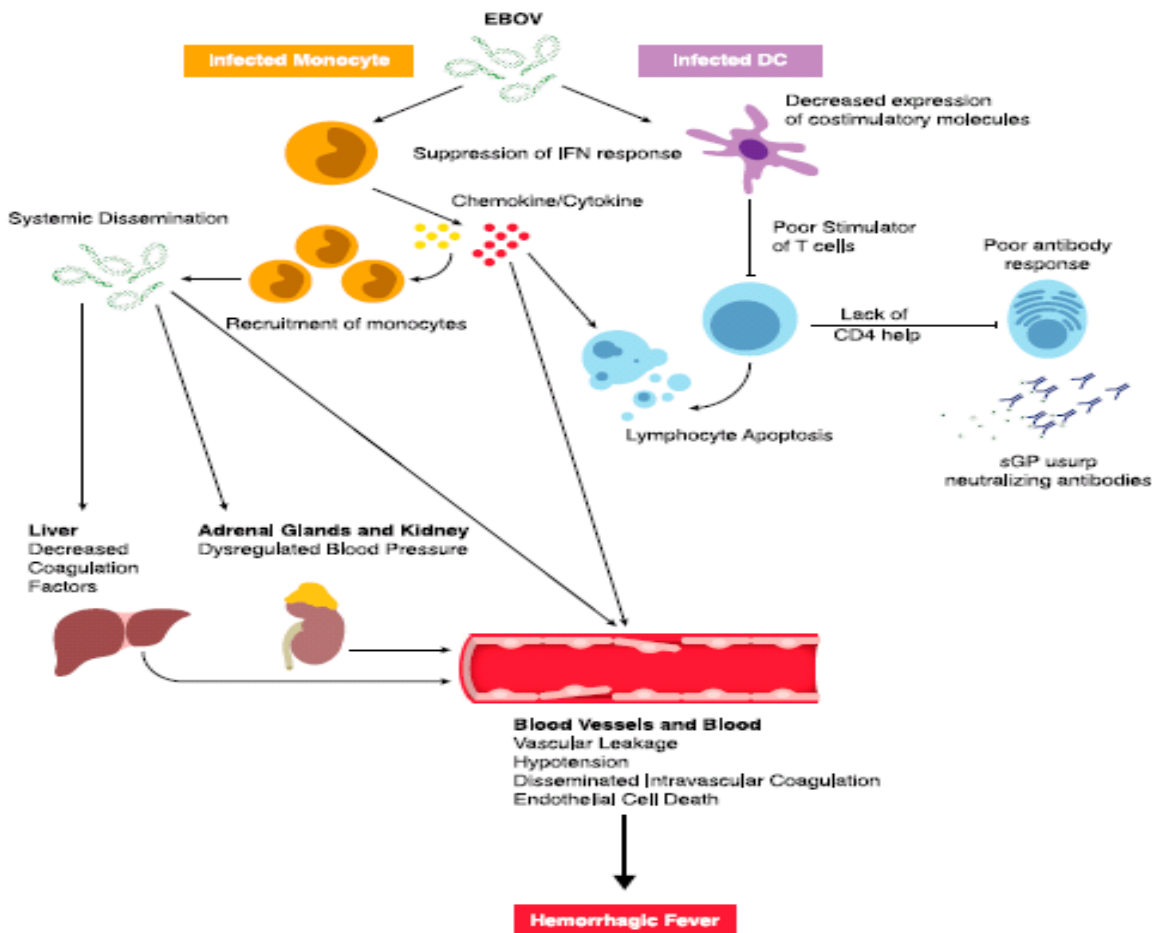 EBOV
Infected Monocyte
Infected DC
Decreased expression
of costimulatory molecules
Suppression of IFN response
Chemokine/Cytokine
Systemic Dissemination
Poor Stimulator
of T cells
Poor antibody
response
Recruitment of monocytes
Lack of
CD4 help
Lymphocyte Apoptosis
sGP usurp
neutralizing antibodies
Liver
Decreased
Coagulation
Factors
Adrenal Glands and Kidney
Dysregulated Blood Pressure
Blood Vessels and Blood
Vascular Leakage
Hypotension
Disseminated Intravascular Coagulation
Endothelial Cell Death
Hemorrhagic Fever